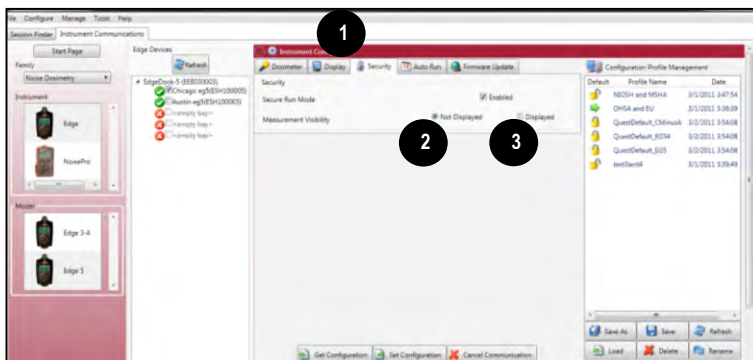 File Configure Manage Tools Help
Session Finder Instrument Communications
1
Start Page
Family
Noise Dosimetry
Instrument
Edge
NoisePro
Model
Edge 3-4
Edge 5
Edge Devices
Refresh
EdgeDock-5 (EEB030003)
Chicago eg5(ESH100005)
Austin eg5(ESH100003)
<empty bay>
<empty bay>
<empty bay>
Instrument Co
Dosimeter Display Security Auto Run Firmware Update
Security
Secure Run Mode Enabled
Measurement Visibility Not Displayed Displayed
2 3
Get Configuration Set Configuration Cancel Communication
Configuration Profile Management
Default Profile Name Date
NIOSH and MSHA 3/1/2011 3:47:54
OHSA and EU 3/1/2011 3:38:39
QuestDefault_CMinusA 3/2/2011 3:54:08
QuestDefault_EG34 3/2/2011 3:54:08
QuestDefault_EG5 3/2/2011 3:54:08
3/1/2011 3:39:49
Save As Save Refresh
Load Delete Rename